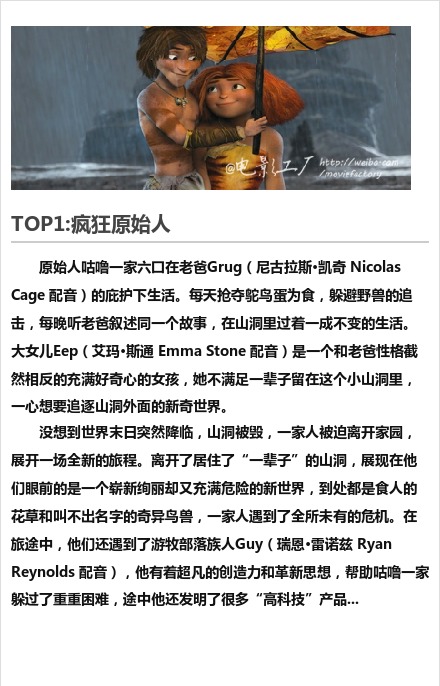 @电影工厂 http://weibo.com
/moviefactory
TOP1:疯狂原始人
原始人咕噜一家六口在老爸Grug（尼古拉斯•凯奇 Nicolas
Cage 配音）的庇护下生活。每天抢夺鸵鸟蛋为食，躲避野兽的追
击，每晚听老爸叙述同一个故事，在山洞里过着一成不变的生活。
大女儿Eep（艾玛•斯通 Emma Stone 配音）是一个和老爸性格截
然相反的充满好奇心的女孩，她不满足一辈子留在这个小山洞里，
一心想要追逐山洞外面的新奇世界。
没想到世界末日突然降临，山洞被毁，一家人被迫离开家园，
展开一场全新的旅程。离开了居住了“一辈子”的山洞，展现在他
们眼前的是一个崭新绚丽却又充满危险的新世界，到处都是食人的
花草和叫不出名字的奇异鸟兽，一家人遇到了全所未有的危机。在
旅途中，他们还遇到了游牧部落族人Guy（瑞恩•雷诺兹 Ryan
Reynolds 配音），他有着超凡的创造力和革新思想，帮助咕噜一家
躲过了重重困难，途中他还发明了很多“高科技”产品...